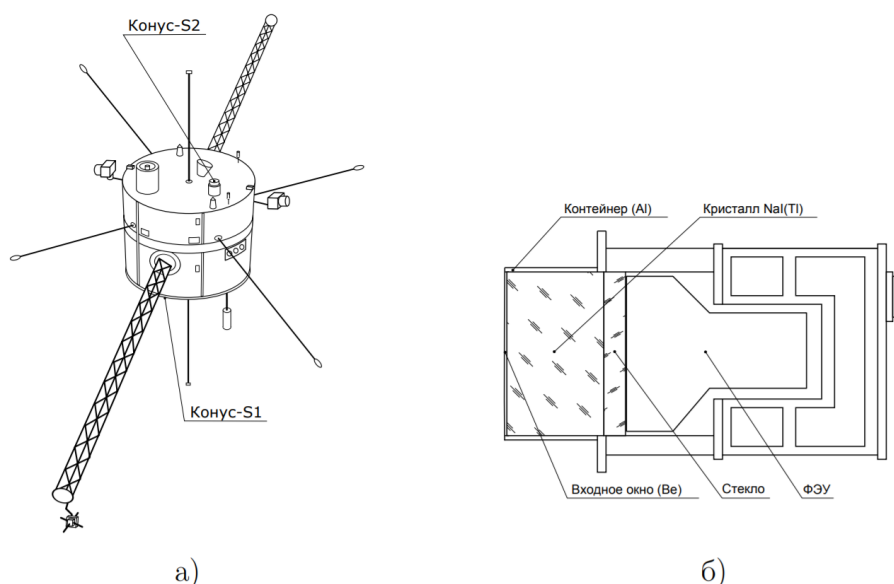 Конус-S2
Конус-S1
Контейнер (Al)
Кристалл NaI(Tl)
Входное окно (Be)
Стекло
ФЭУ
а)
б)